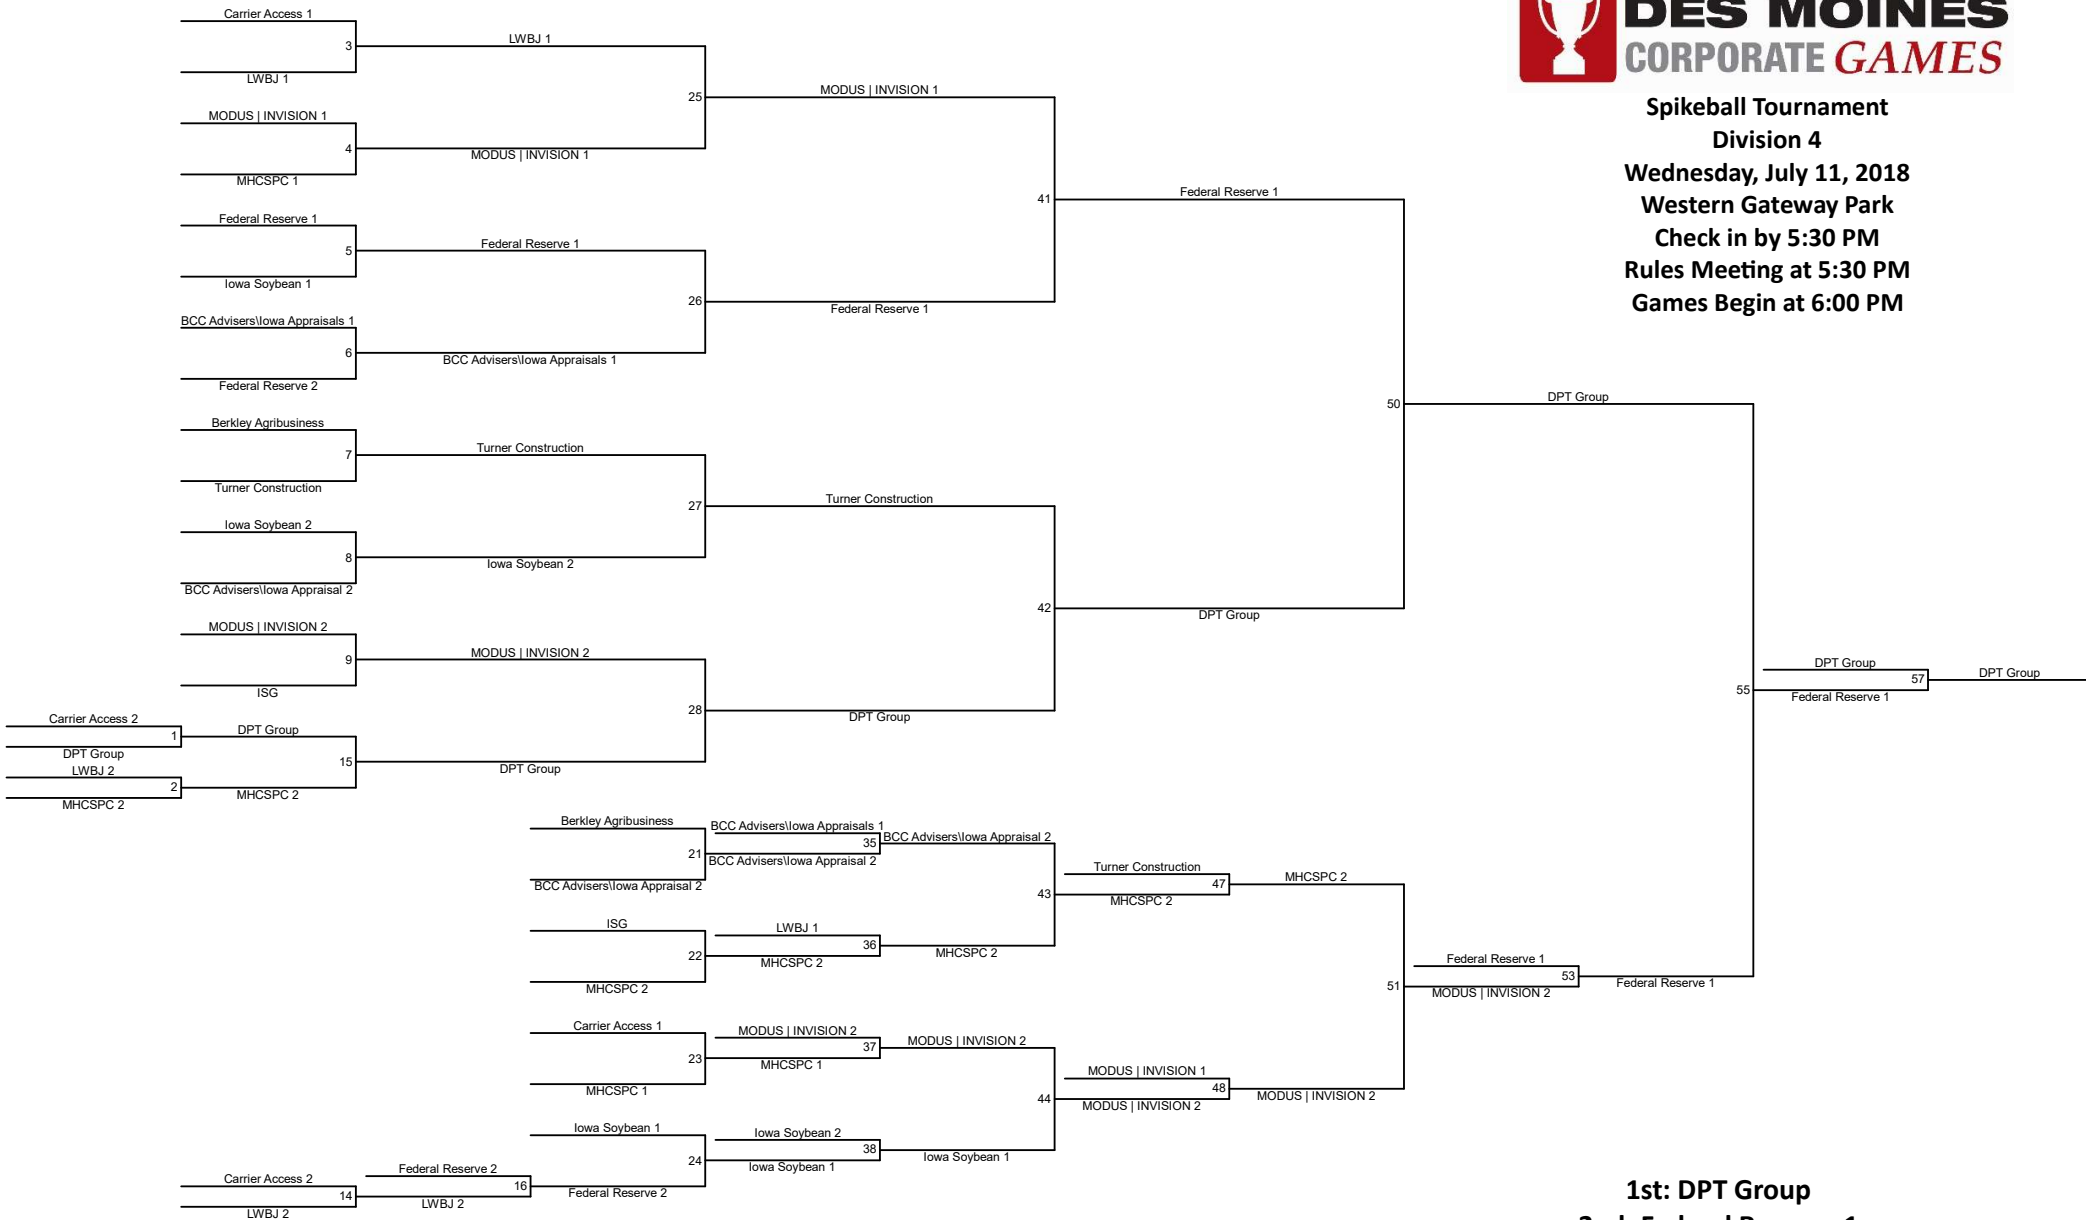 DES MOINES
CORPORATE GAMES
Spikeball Tournament
Division 4
Wednesday, July 11, 2018
Western Gateway Park
Check in by 5:30 PM
Rules Meeting at 5:30 PM
Games Begin at 6:00 PM
Carrier Access 1
3
LWBJ 1
LWBJ 1
25
MODUS | INVISION 1
MODUS | INVISION 1
4
MHCSPC 1
MODUS | INVISION 1
41
Federal Reserve 1
Federal Reserve 1
5
Iowa Soybean 1
Federal Reserve 1
26
Federal Reserve 1
BCC Advisers\Iowa Appraisals 1
6
Federal Reserve 2
BCC Advisers\Iowa Appraisals 1
50
DPT Group
Berkley Agribusiness
7
Turner Construction
Turner Construction
27
Turner Construction
Iowa Soybean 2
8
BCC Advisers\Iowa Appraisal 2
Iowa Soybean 2
42
DPT Group
MODUS | INVISION 2
9
ISG
MODUS | INVISION 2
28
DPT Group
Carrier Access 2
1
DPT Group
DPT Group
15
DPT Group
LWBJ 2
2
MHCSPC 2
MHCSPC 2
55
DPT Group
57
Federal Reserve 1
DPT Group
Berkley Agribusiness
21
BCC Advisers\Iowa Appraisal 2
BCC Advisers\Iowa Appraisals 1
35
BCC Advisers\Iowa Appraisal 2
BCC Advisers\Iowa Appraisal 2
43
Turner Construction
47
MHCSPC 2
MHCSPC 2
ISG
22
MHCSPC 2
LWBJ 1
36
MHCSPC 2
MHCSPC 2
51
Federal Reserve 1
53
MODUS | INVISION 2
Federal Reserve 1
Carrier Access 1
23
MHCSPC 1
MODUS | INVISION 2
37
MHCSPC 1
MODUS | INVISION 2
44
MODUS | INVISION 1
48
MODUS | INVISION 2
MODUS | INVISION 2
Iowa Soybean 1
24
Federal Reserve 2
Iowa Soybean 2
38
Iowa Soybean 1
Iowa Soybean 1
Carrier Access 2
14
LWBJ 2
Federal Reserve 2
16
LWBJ 2
1st: DPT Group
2nd: Federal Reserve 1